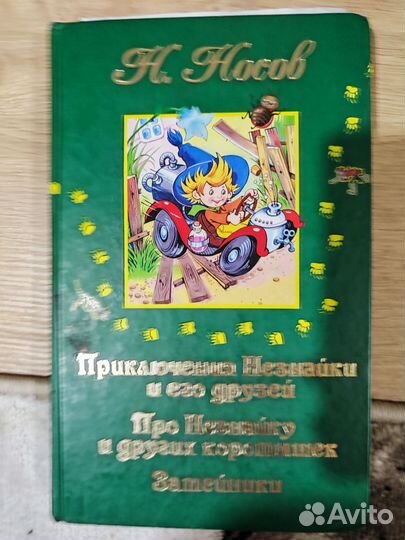 Н. Носов
Приключения Незнайки
и его друзей
Про Незнайку
и других коротышек
Затейники
Avito